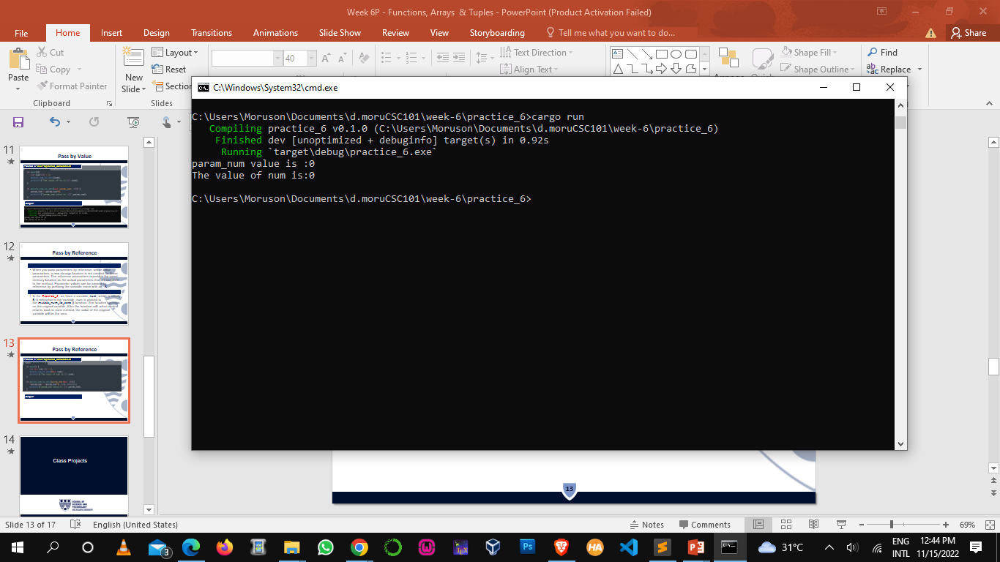 Week 6P - Functions, Arrays & Tuples - PowerPoint (Product Activation Failed)
File Home Insert Design Transitions Animations Slide Show Review View Storyboarding Tell me what you want to do... Share
Cut
Copy
Format Painter
Paste
Clipboard
New Slide
Layout
Reset
Section
Slides
40
Text Direction
Align Text
Shape Fill
Shape Outline
Find
Replace
C:\Windows\System32\cmd.exe
C:\Users\Moruson\Documents\d.moruCSC101\week-6\practice_6>cargo run
Compiling practice_6 v0.1.0 (C:\Users\Moruson\Documents\d.moruCSC101\week-6\practice_6)
Finished dev [unoptimized + debuginfo] target(s) in 0.92s
Running `target\debug\practice_6.exe`
param_num value is :0
The value of num is:0
C:\Users\Moruson\Documents\d.moruCSC101\week-6\practice_6>
11
Pass by Value
12
Pass by Reference
13
Pass by Reference
14
Class Projects
SCHOOL OF
SCIENCE AND
TECHNOLOGY
13
Slide 13 of 17 English (United States) Notes Comments 69%
3
31°C
ENG
INTL
12:44 PM
11/15/2022